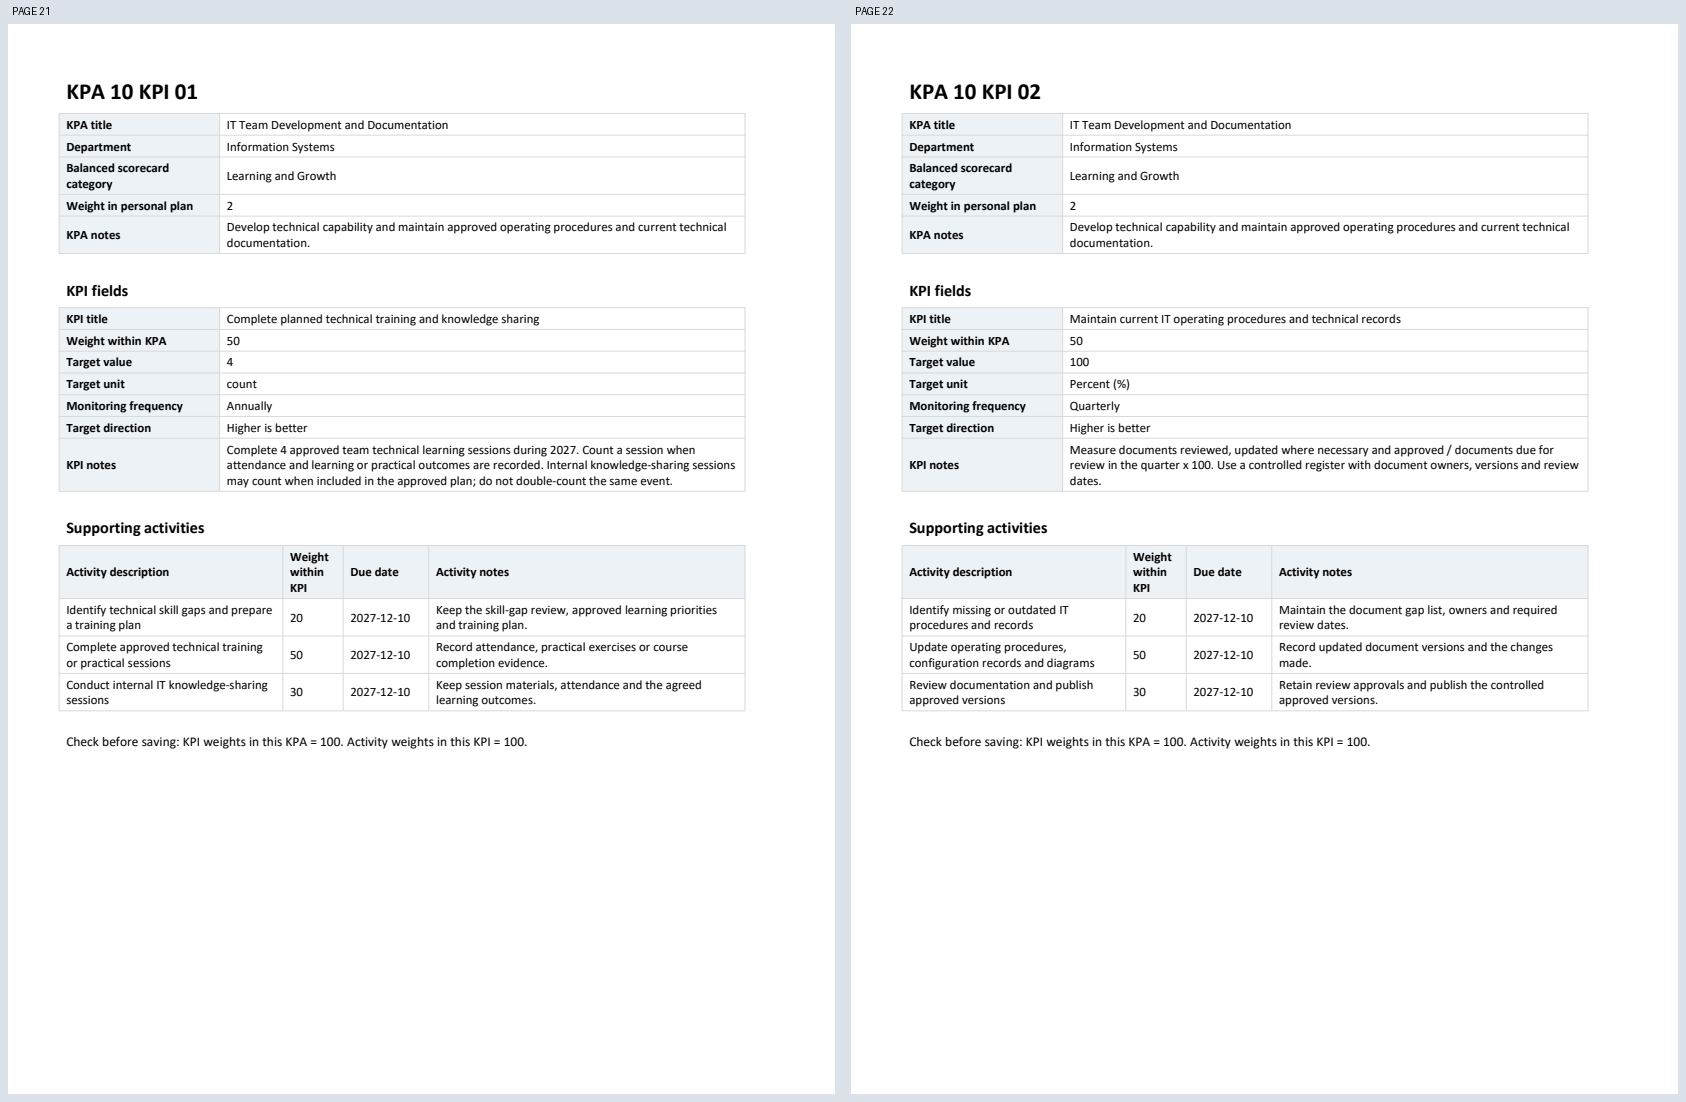 PAGE 21
KPA 10 KPI 01
KPA title IT Team Development and Documentation
Department Information Systems
Balanced scorecard
category
Learning and Growth
Weight in personal plan 2
KPA notes
Develop technical capability and maintain approved operating procedures and current technical
documentation.
KPI fields
KPI title Complete planned technical training and knowledge sharing
Weight within KPA 50
Target value 4
Target unit count
Monitoring frequency Annually
Target direction Higher is better
KPI notes
Complete 4 approved team technical learning sessions during 2027. Count a session when
attendance and learning or practical outcomes are recorded. Internal knowledge-sharing sessions
may count when included in the approved plan; do not double-count the same event.
Supporting activities
Activity description
Weight
within
KPI
Due date
Activity notes
Identify technical skill gaps and prepare
a training plan
20
2027-12-10
Keep the skill-gap review, approved learning priorities
and training plan.
Complete approved technical training
or practical sessions
50
2027-12-10
Record attendance, practical exercises or course
completion evidence.
Conduct internal IT knowledge-sharing
sessions
30
2027-12-10
Keep session materials, attendance and the agreed
learning outcomes.
Check before saving: KPI weights in this KPA = 100. Activity weights in this KPI = 100.
PAGE 22
KPA 10 KPI 02
KPA title IT Team Development and Documentation
Department Information Systems
Balanced scorecard
category
Learning and Growth
Weight in personal plan 2
KPA notes
Develop technical capability and maintain approved operating procedures and current technical
documentation.
KPI fields
KPI title Maintain current IT operating procedures and technical records
Weight within KPA 50
Target value 100
Target unit Percent (%)
Monitoring frequency Quarterly
Target direction Higher is better
KPI notes
Measure documents reviewed, updated where necessary and approved / documents due for
review in the quarter x 100. Use a controlled register with document owners, versions and review
dates.
Supporting activities
Activity description
Weight
within
KPI
Due date
Activity notes
Identify missing or outdated IT
procedures and records
20
2027-12-10
Maintain the document gap list, owners and required
review dates.
Update operating procedures,
configuration records and diagrams
50
2027-12-10
Record updated document versions and the changes
made.
Review documentation and publish
approved versions
30
2027-12-10
Retain review approvals and publish the controlled
approved versions.
Check before saving: KPI weights in this KPA = 100. Activity weights in this KPI = 100.